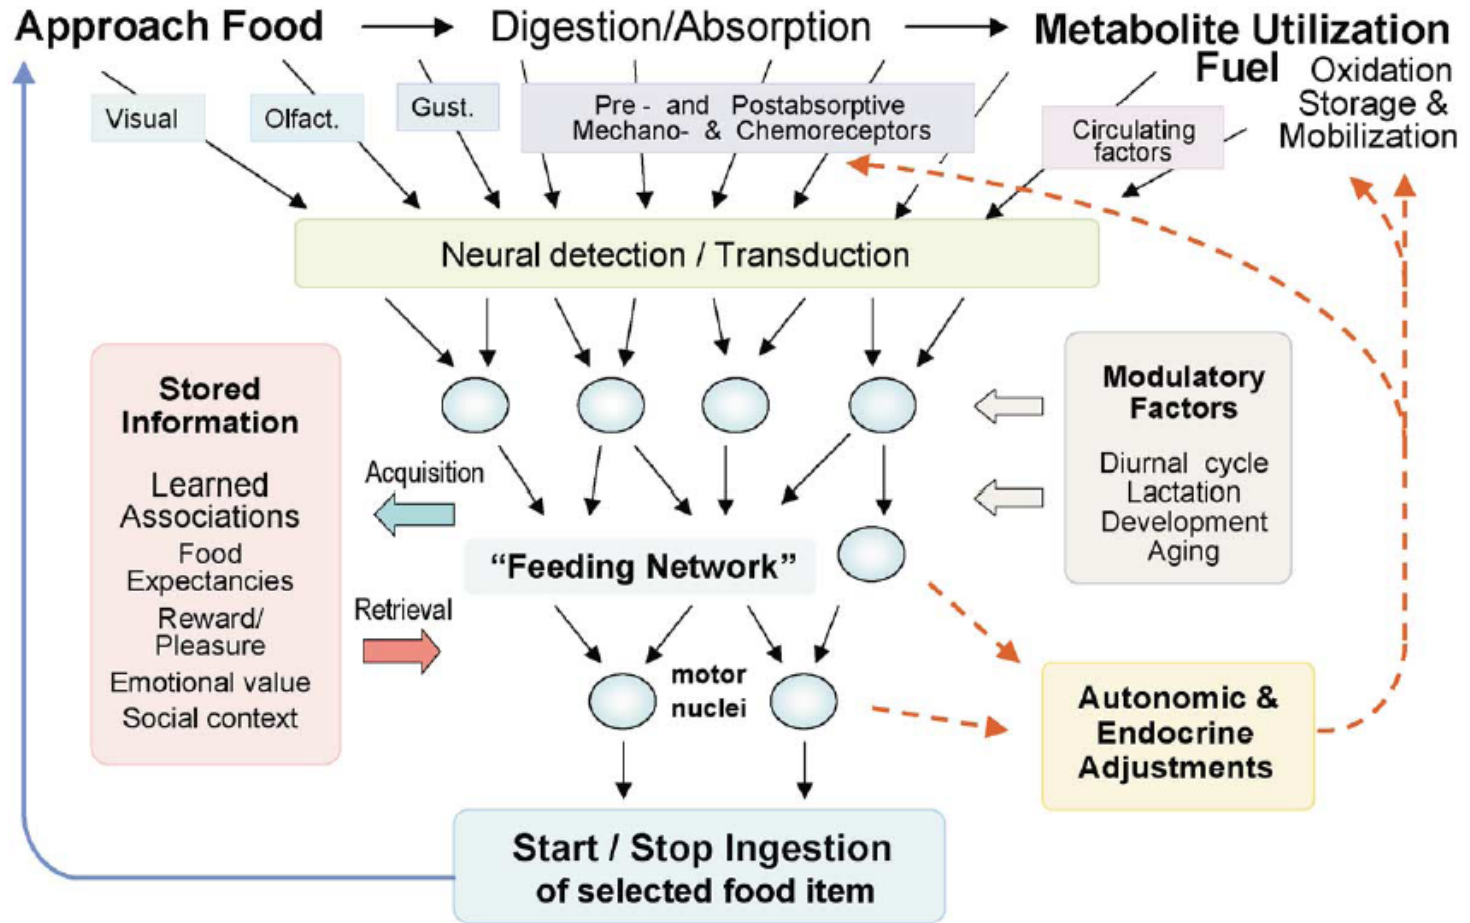 Approach Food
Digestion/Absorption
Metabolite Utilization
Fuel Oxidation
Storage &
Mobilization
Visual
Olfact.
Gust.
Pre - and Postabsorptive
Mechano- & Chemoreceptors
Circulating
factors
Neural detection / Transduction
Stored
Information
Learned
Associations
Food
Expectancies
Reward/
Pleasure
Emotional value
Social context
Acquisition
Retrieval
“Feeding Network”
Modulatory
Factors
Diurnal cycle
Lactation
Development
Aging
motor
nuclei
Autonomic &
Endocrine
Adjustments
Start / Stop Ingestion
of selected food item